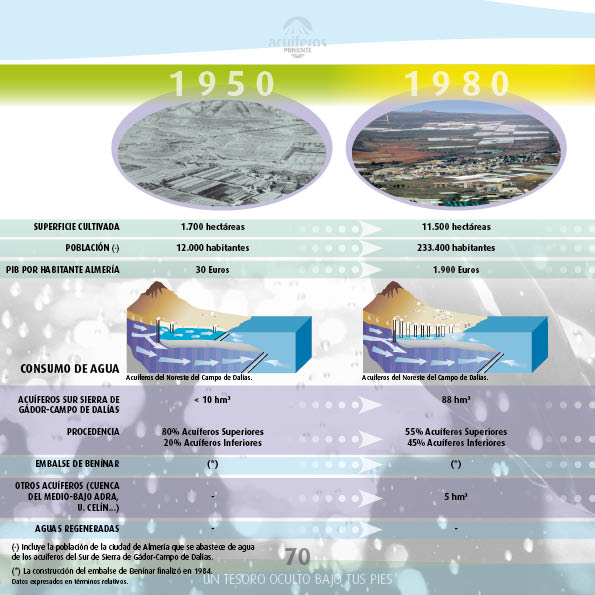 acuíferos
PONIENTE
1950 1980
SUPERFICIE CULTIVADA 1.700 hectáreas 11.500 hectáreas
POBLACIÓN (-) 12.000 habitantes 233.400 habitantes
PIB POR HABITANTE ALMERÍA 30 Euros 1.900 Euros
CONSUMO DE AGUA
Acuíferos del Noreste del Campo de Dalías. Acuíferos del Noreste del Campo de Dalías.
ACUÍFEROS SUR SIERRA DE
GÁDOR-CAMPO DE DALÍAS
< 10 hm³ 88 hm³
PROCEDENCIA 80% Acuíferos Superiores 55% Acuíferos Superiores
20% Acuíferos Inferiores 45% Acuíferos Inferiores
EMBALSE DE BENÍNAR (*) (*)
OTROS ACUÍFEROS (CUENCA
DEL MEDIO-BAJO ADRA,
U. CELÍN...)
- 5 hm³
AGUAS REGENERADAS - -
(-) Incluye la población de la ciudad de Almería que se abastece de agua
de los acuíferos del Sur de Sierra de Gádor-Campo de Dalías.
(*) La construcción del embalse de Benínar finalizó en 1984.
Datos expresados en términos relativos.
70
UN TESORO OCULTO BAJO TUS PIES